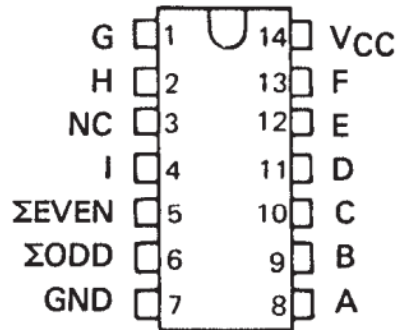 G 1 14 VCC
H 2 13 F
NC 3 12 E
I 4 11 D
ΣEVEN 5 10 C
ΣODD 6 9 B
GND 7 8 A